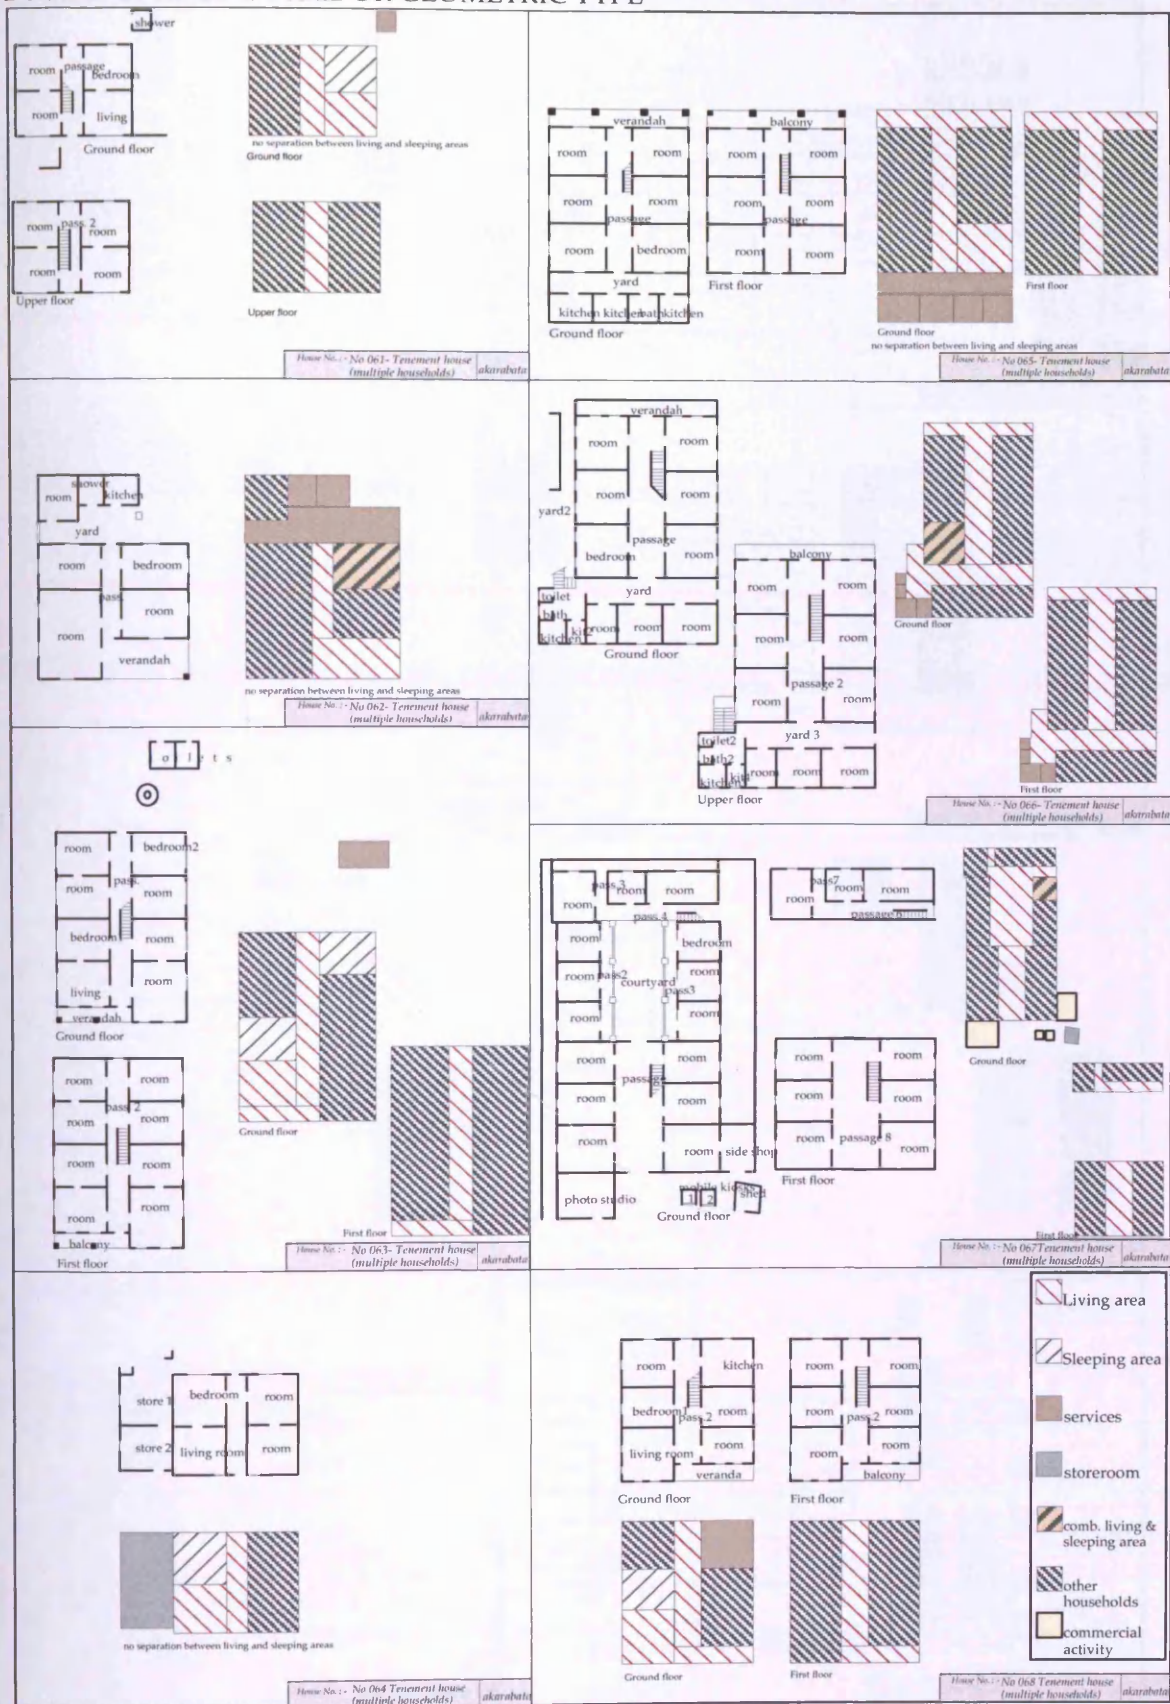 shower
room passage
Bedroom
room living
Ground floor
no separation between living and sleeping areas
Ground floor
room pass. 2
room
room room
Upper floor
Upper floor
House No. :- No 061- Tenement house
(multiple households)
akarabata
verandah
room room
room room
passage
room bedroom
yard
kitchen kitchen bath kitchen
Ground floor
balcony
room room
room room
passage
room room
First floor
Ground floor
no separation between living and sleeping areas
First floor
House No. :- No 065- Tenement house
(multiple households)
akarabata
shower
room kitchen
yard
room bedroom
pass.
room
room
verandah
no separation between living and sleeping areas
House No. :- No 062- Tenement house
(multiple households)
akarabata
verandah
room room
room room
yard2
passage
bedroom room
toilet yard
bath
kitchen room room room
Ground floor
balcony
room room
room room
passage 2
room room
toilet2 yard 3
bath2
kitchen room room room
Upper floor
Ground floor
First floor
House No. :- No 066- Tenement house
(multiple households)
akarabata
o l e t s
room bedroom2
pass.
room room
bedroom room
living room
verandah
Ground floor
room room
pass. 2
room room
room room
room room
balcony
First floor
Ground floor
First floor
House No. :- No 063- Tenement house
(multiple households)
akarabata
pass.3
room room
room
pass.4
room bedroom
room pass2 room
courtyard
pass3
room room
room room
passage
room room
room
room side shop
photo studio mobile kiosks
1 2 shed
Ground floor
pass7
room room
room
passage 6
room room
room room
room passage 8
room
First floor
Ground floor
First floor
House No. :- No 067 Tenement house
(multiple households)
akarabata
store 1 bedroom room
store 2 living room room
no separation between living and sleeping areas
House No. :- No 064 Tenement house
(multiple households)
akarabata
room kitchen
bedroom1 room
pass.2
living room room
veranda
Ground floor
room room
room room
pass.2
room room
balcony
First floor
Ground floor
First floor
Living area
Sleeping area
services
storeroom
comb. living &
sleeping area
other
households
commercial
activity
House No. :- No 068 Tenement house
(multiple households)
akarabata